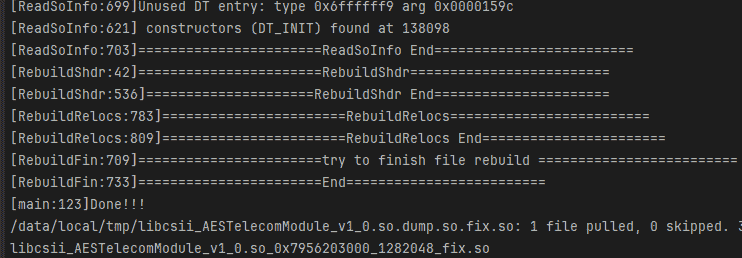 [ReadSoInfo:699]Unused DT entry: type 0x6ffffff9 arg 0x0000159c
[ReadSoInfo:621] constructors (DT_INIT) found at 138098
[ReadSoInfo:703]=======================ReadSoInfo End=========================
[RebuildShdr:42]=======================RebuildShdr=========================
[RebuildShdr:536]=====================RebuildShdr End======================
[RebuildRelocs:783]=======================RebuildRelocs=========================
[RebuildRelocs:809]=======================RebuildRelocs End=======================
[RebuildFin:709]=======================try to finish file rebuild =========================
[RebuildFin:733]=======================End=========================
[main:123]Done!!!
/data/local/tmp/libcsii_AESTelecomModule_v1_0.so.dump.so.fix.so: 1 file pulled, 0 skipped. 3
libcsii_AESTelecomModule_v1_0.so_0x7956203000_1282048_fix.so